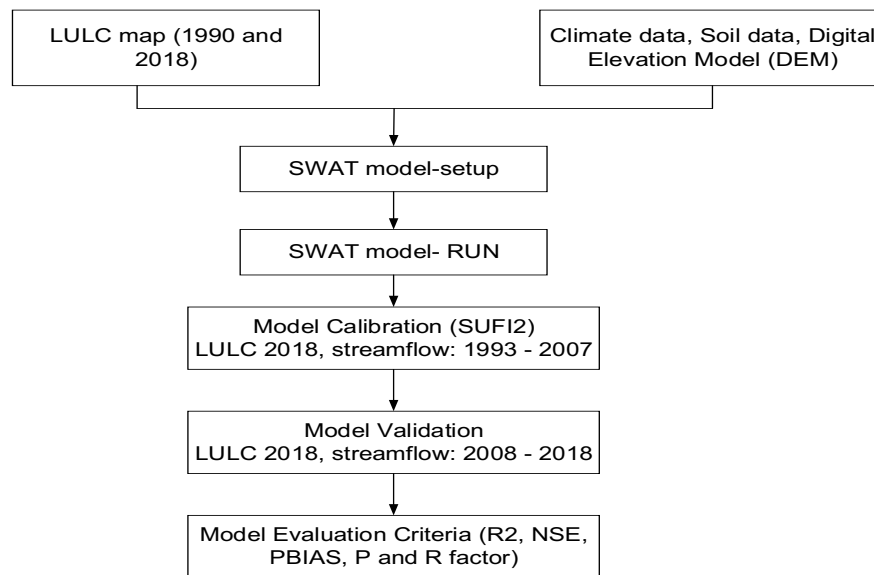 LULC map (1990 and
2018)
Climate data, Soil data, Digital
Elevation Model (DEM)
SWAT model-setup
SWAT model- RUN
Model Calibration (SUFI2)
LULC 2018, streamflow: 1993 - 2007
Model Validation
LULC 2018, streamflow: 2008 - 2018
Model Evaluation Criteria (R2, NSE,
PBIAS, P and R factor)